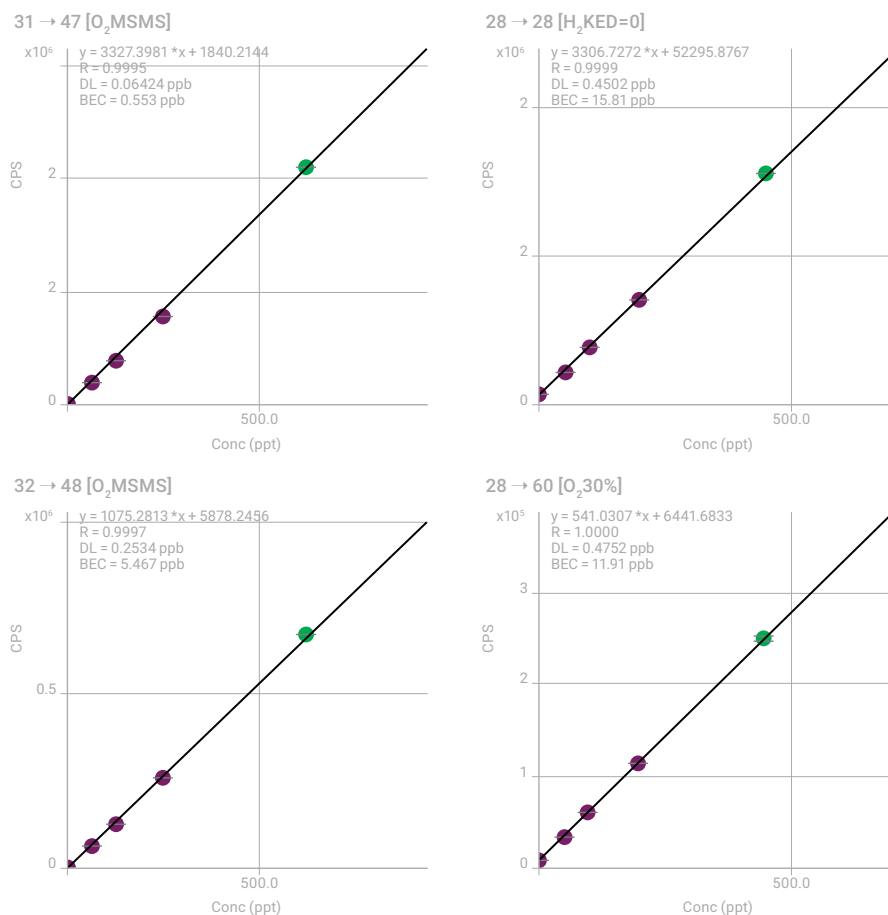 31 → 47 [O₂MSMS]
x10⁶
y = 3327.3981 *x + 1840.2144
R = 0.9995
DL = 0.06424 ppb
BEC = 0.553 ppb
CPS
2
2
0
500.0
Conc (ppt)
28 → 28 [H₂KED=0]
x10⁶
y = 3306.7272 *x + 52295.8767
R = 0.9999
DL = 0.4502 ppb
BEC = 15.81 ppb
CPS
2
2
0
500.0
Conc (ppt)
32 → 48 [O₂MSMS]
x10⁶
y = 1075.2813 *x + 5878.2456
R = 0.9997
DL = 0.2534 ppb
BEC = 5.467 ppb
CPS
0.5
0
500.0
Conc (ppt)
28 → 60 [O₂30%]
x10⁵
y = 541.0307 *x + 6441.6833
R = 1.0000
DL = 0.4752 ppb
BEC = 11.91 ppb
CPS
3
2
1
0
500.0
Conc (ppt)